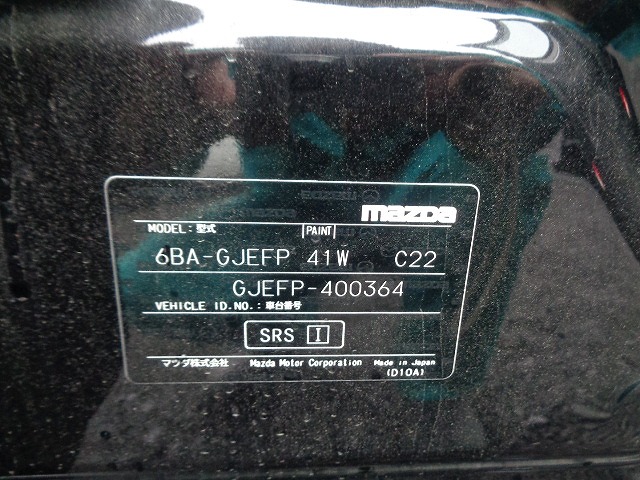 mazda
MODEL:型式 PAINT
6BA-GJEFP 41W C22
GJEFP-400364
VEHICLE ID.NO.:車台番号
SRS I
マツダ株式会社 Mazda Motor Corporation Made in Japan
(D10A)